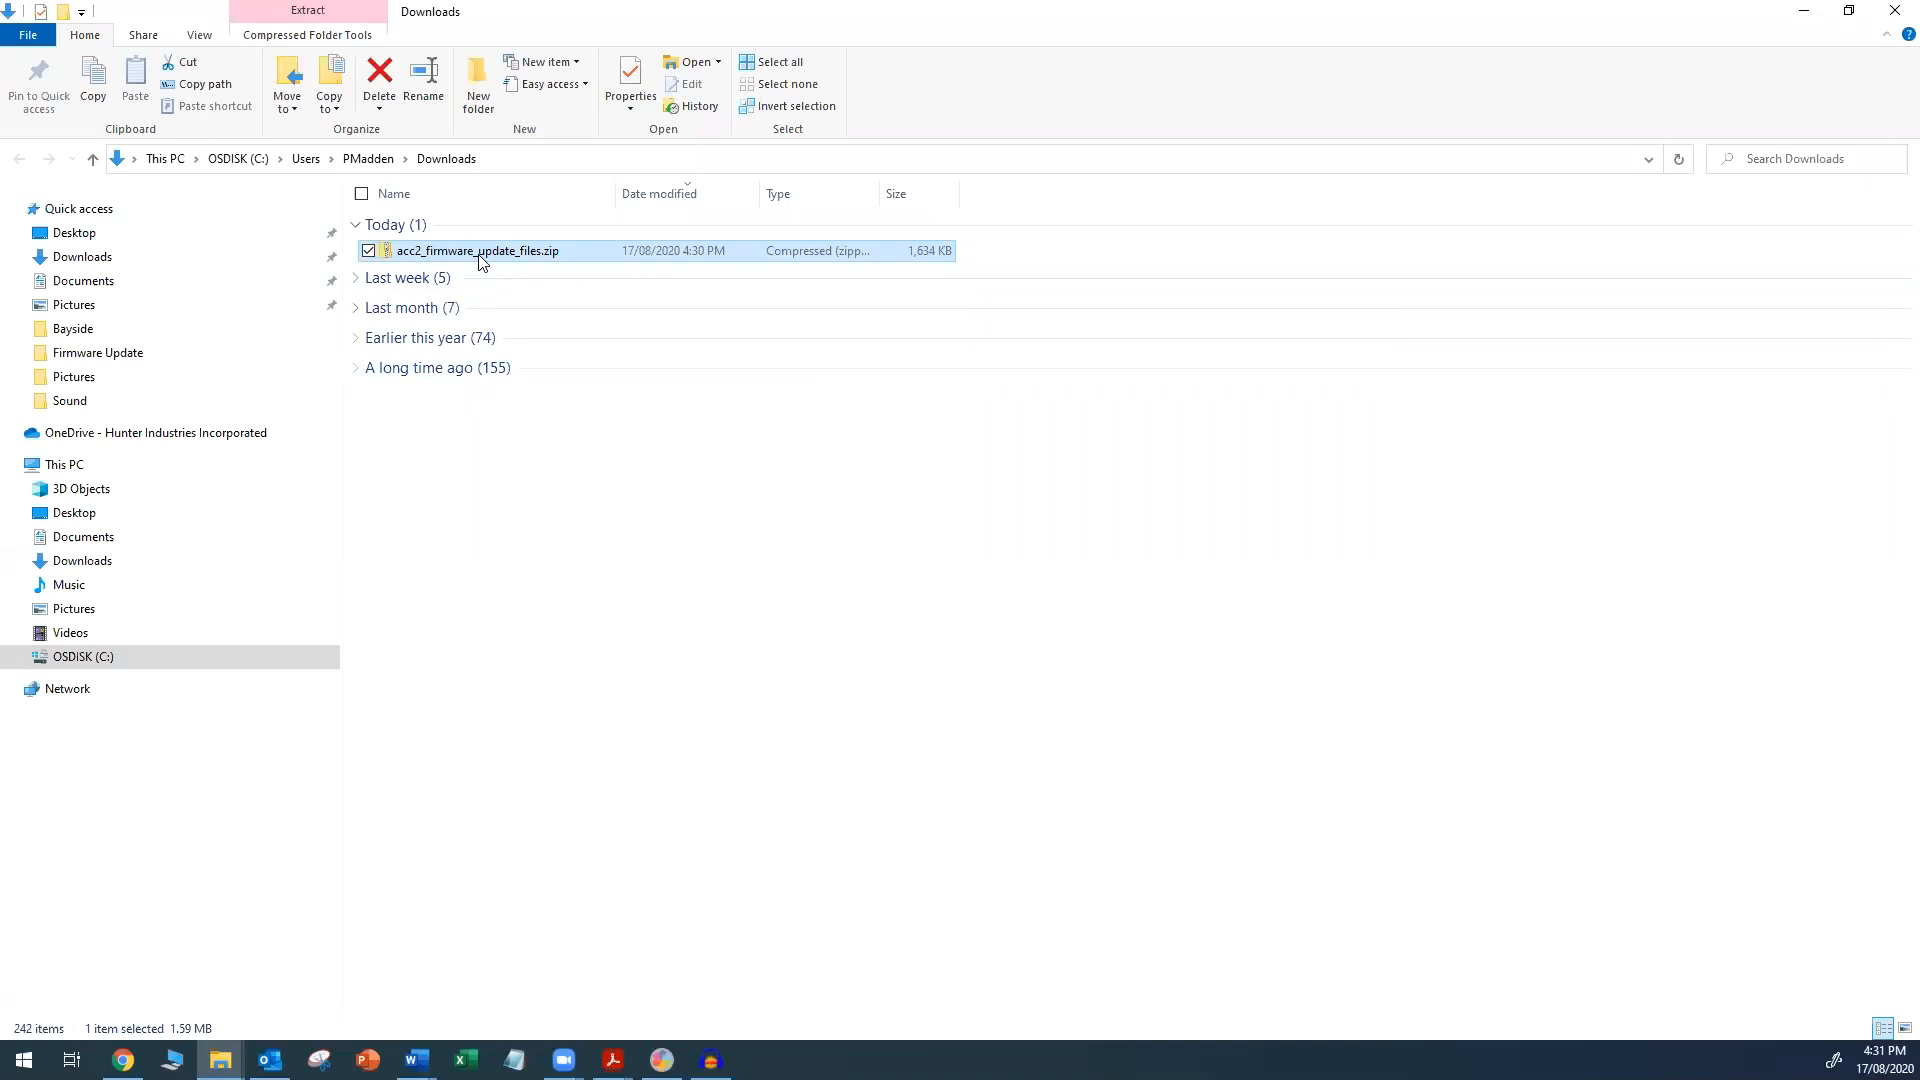 Extract
Downloads
File
Home
Share
View
Compressed Folder Tools
Pin to Quick access
Copy
Paste
Cut
Copy path
Paste shortcut
Clipboard
Move to
Copy to
Delete
Rename
Organize
New folder
New item
Easy access
New
Properties
Open
Edit
History
Open
Select all
Select none
Invert selection
Select
This PC > OSDISK (C:) > Users > PMadden > Downloads
Search Downloads
Name
Date modified
Type
Size
Today (1)
acc2_firmware_update_files.zip 17/08/2020 4:30 PM Compressed (zipp... 1,634 KB
Last week (5)
Last month (7)
Earlier this year (74)
A long time ago (155)
Quick access
Desktop
Downloads
Documents
Pictures
Bayside
Firmware Update
Pictures
Sound
OneDrive - Hunter Industries Incorporated
This PC
3D Objects
Desktop
Documents
Downloads
Music
Pictures
Videos
OSDISK (C:)
Network
242 items 1 item selected 1.59 MB
4:31 PM
17/08/2020